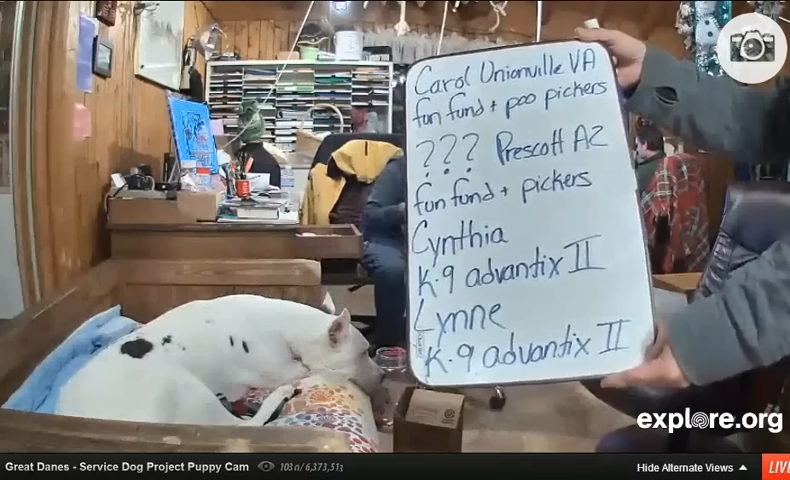 Carol Unionville VA
fun fund + poo pickers
??? Prescott AZ
fun fund + pickers
Cynthia
K-9 advantix II
Lynne
K-9 advantix II
explore.org
Great Danes - Service Dog Project Puppy Cam
Hide Alternate Views
LIVE